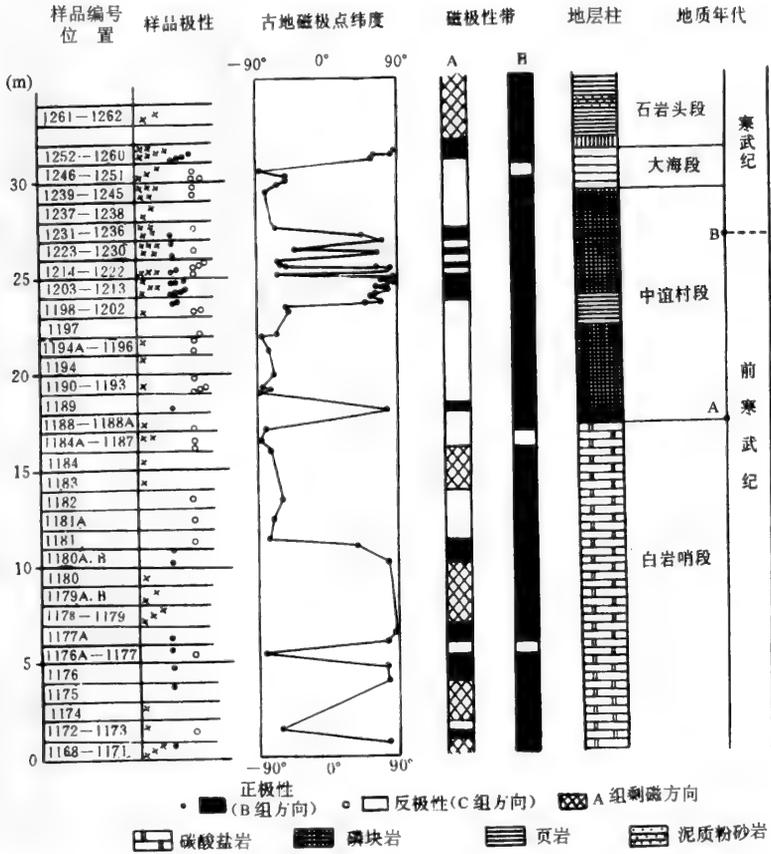 样品编号
位 置
样品极性
古地磁极点纬度
磁极性带
地层柱
地质年代
-90° 0° 90°
A B
(m)
1261-1262
1252-1260
1246-1251
30
1239-1245
1237-1238
1231-1236
1223-1230
1214-1222
25
1203-1213
1198-1202
1197
1194A-1196
1194
20
1190-1193
1189
1188-1188A
1184A-1187
15
1184
1183
1182
1181A
1181
1180A.B
10
1180
1179A.B
1178-1179
1177A
1176A-1177
5
1176
1175
1174
1172-1173
1168-1171
0
-90° 0° 90°
石岩头段
大海段
中谊村段
白岩哨段
寒武纪
B
A
前寒武纪
正极性
(B组方向)
反极性(C组方向)
A组剩磁方向
碳酸盐岩
磷块岩
页岩
泥质粉砂岩